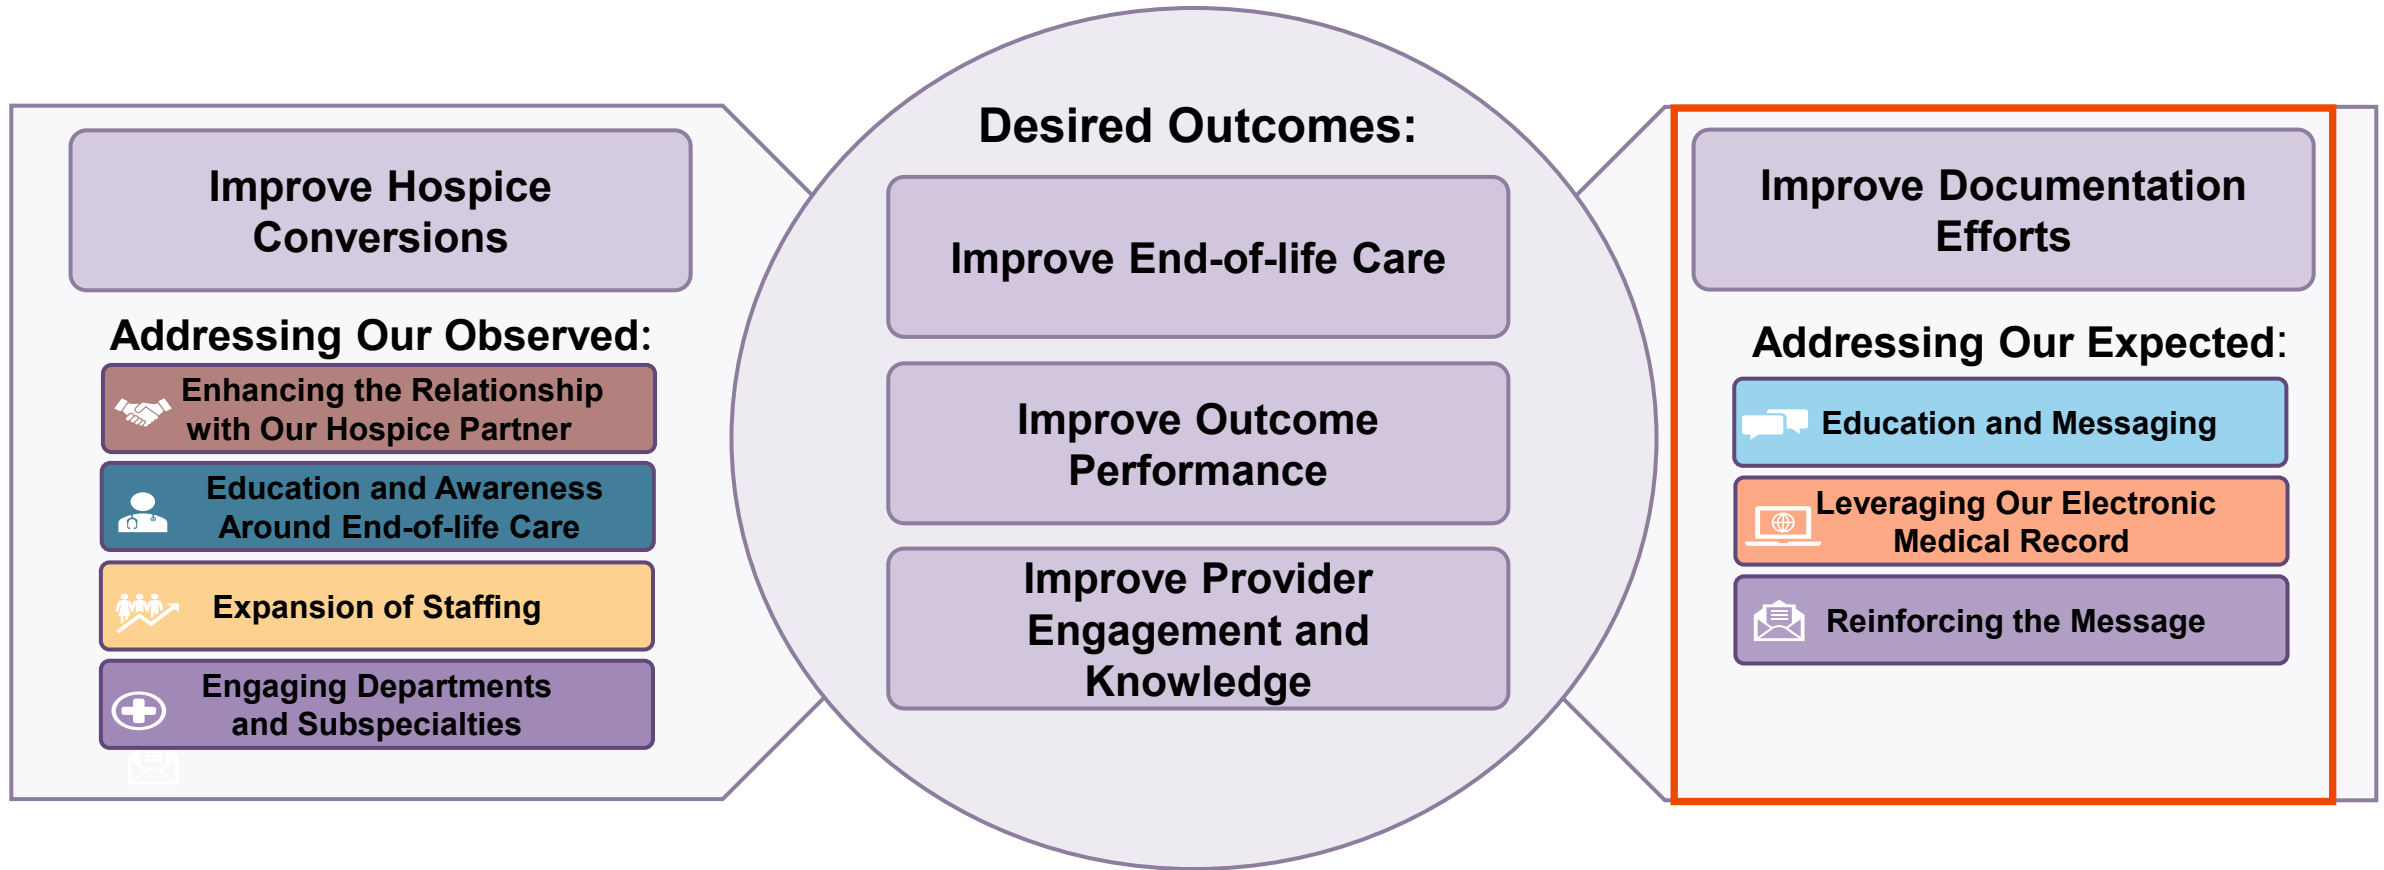 Improve Hospice
Conversions
Addressing Our Observed:
Enhancing the Relationship
with Our Hospice Partner
Education and Awareness
Around End-of-life Care
Expansion of Staffing
Engaging Departments
and Subspecialties
Desired Outcomes:
Improve End-of-life Care
Improve Outcome
Performance
Improve Provider
Engagement and
Knowledge
Improve Documentation
Efforts
Addressing Our Expected:
Education and Messaging
Leveraging Our Electronic
Medical Record
Reinforcing the Message